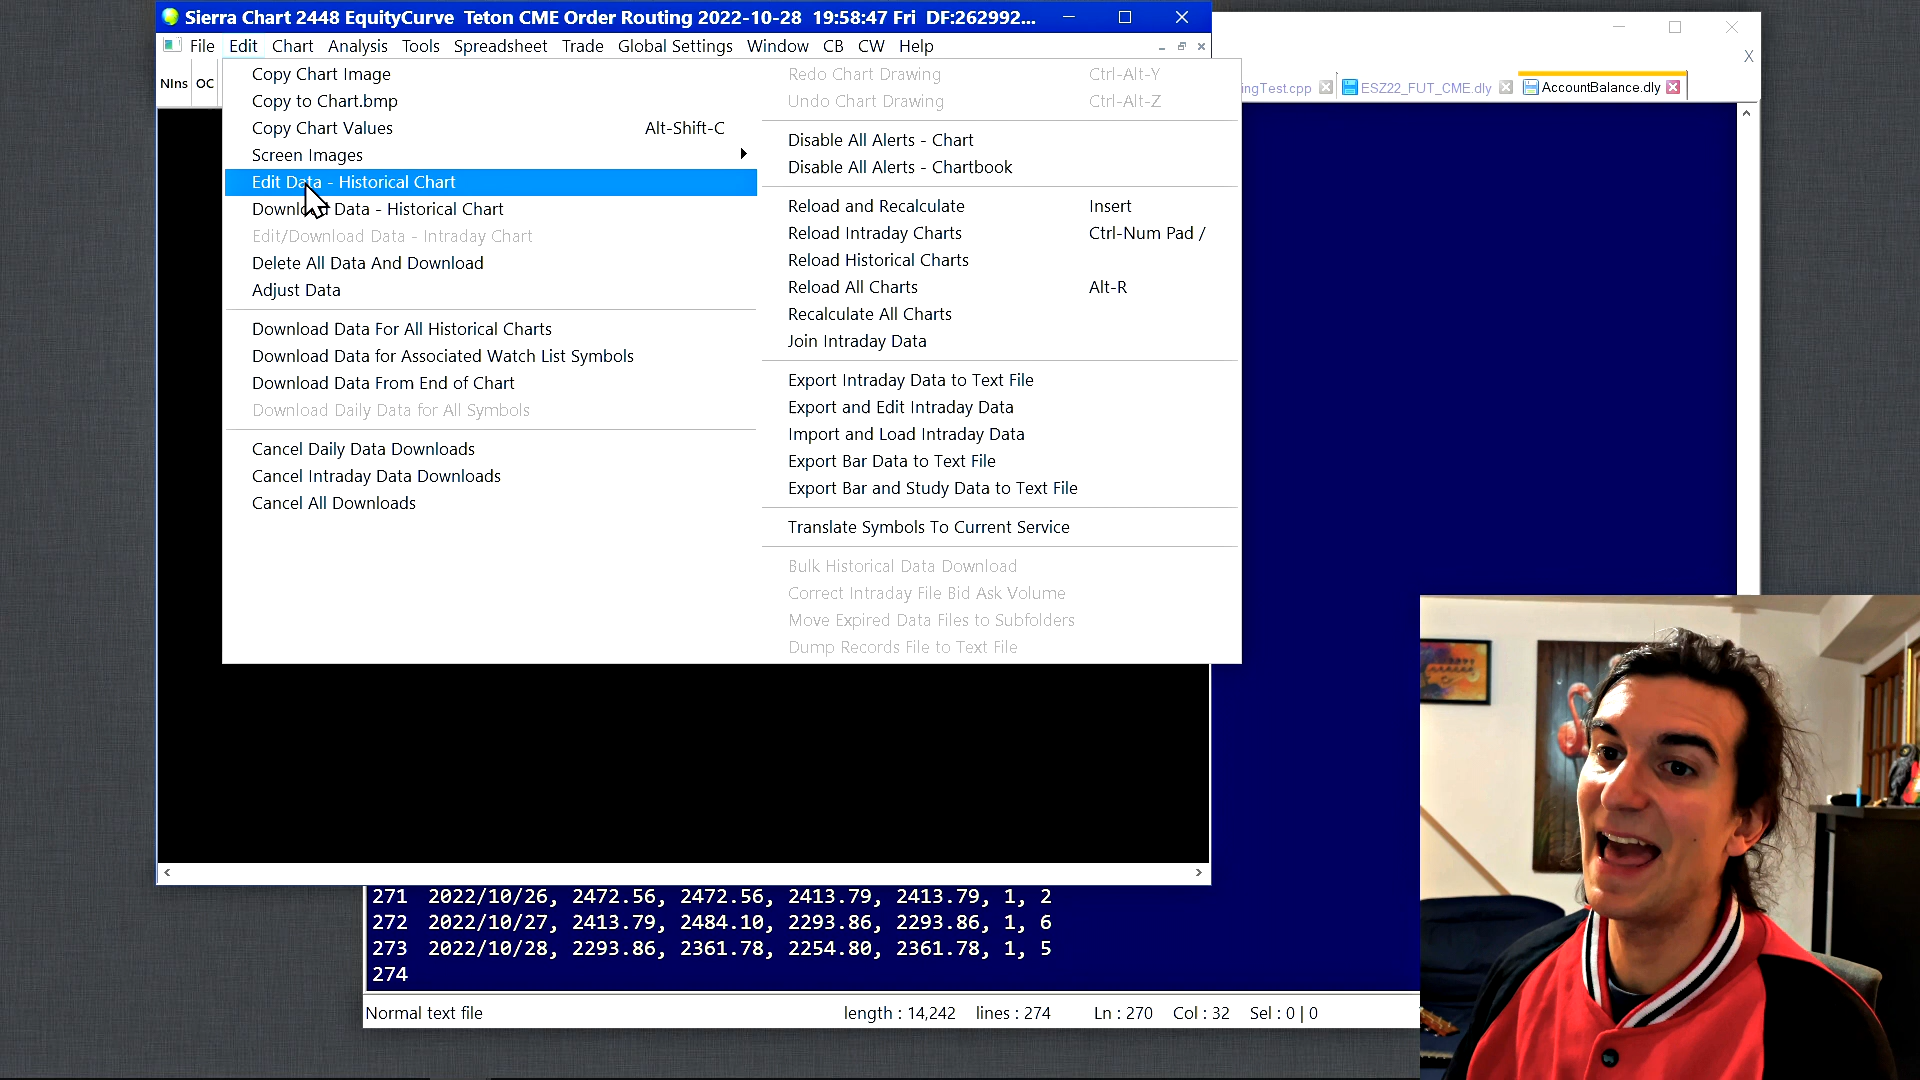 Sierra Chart 2448 EquityCurve  Teton CME Order Routing 2022-10-28  19:58:47 Fri  DF:262992...
File Edit Chart Analysis Tools Spreadsheet Trade Global Settings Window CB CW Help
NIns OC
Copy Chart Image
Copy to Chart.bmp
Copy Chart Values Alt-Shift-C
Screen Images
Edit Data - Historical Chart
Download Data - Historical Chart
Edit/Download Data - Intraday Chart
Delete All Data And Download
Adjust Data
Download Data For All Historical Charts
Download Data for Associated Watch List Symbols
Download Data From End of Chart
Download Daily Data for All Symbols
Cancel Daily Data Downloads
Cancel Intraday Data Downloads
Cancel All Downloads
Redo Chart Drawing Ctrl-Alt-Y
Undo Chart Drawing Ctrl-Alt-Z
Disable All Alerts - Chart
Disable All Alerts - Chartbook
Reload and Recalculate Insert
Reload Intraday Charts Ctrl-Num Pad /
Reload Historical Charts
Reload All Charts Alt-R
Recalculate All Charts
Join Intraday Data
Export Intraday Data to Text File
Export and Edit Intraday Data
Import and Load Intraday Data
Export Bar Data to Text File
Export Bar and Study Data to Text File
Translate Symbols To Current Service
Bulk Historical Data Download
Correct Intraday File Bid Ask Volume
Move Expired Data Files to Subfolders
Dump Records File to Text File
X
ingTest.cpp ESZ22_FUT_CME.dly AccountBalance.dly
271 2022/10/26, 2472.56, 2472.56, 2413.79, 2413.79, 1, 2
272 2022/10/27, 2413.79, 2484.10, 2293.86, 2293.86, 1, 6
273 2022/10/28, 2293.86, 2361.78, 2254.80, 2361.78, 1, 5
274
Normal text file length : 14,242 lines : 274 Ln : 270 Col : 32 Sel : 0 | 0